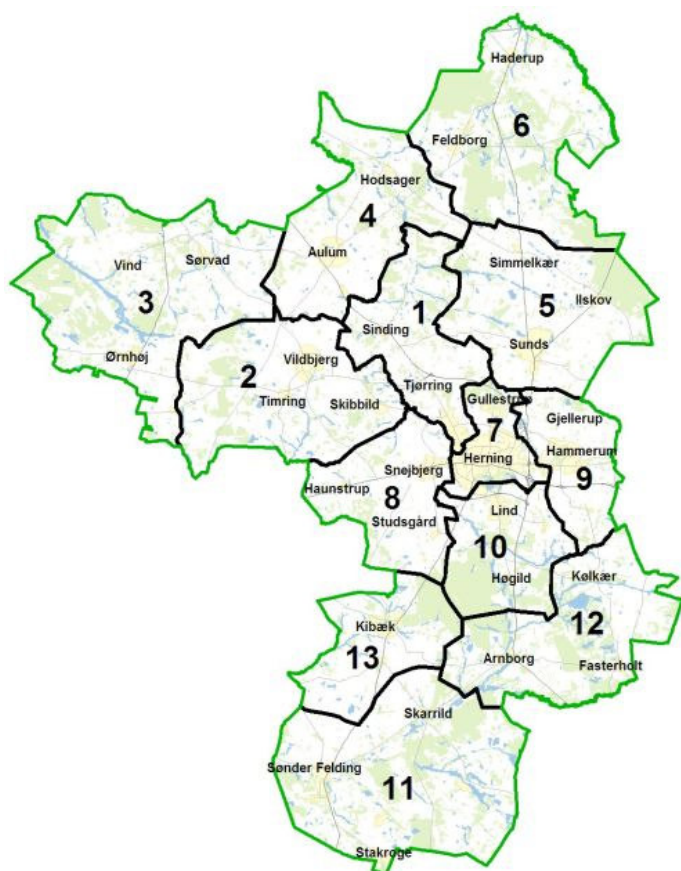 Haderup
6
Feldborg
Hodsager
4
Aulum
Vind
Sørvad
3
Ørnhøj
Simmelkær
Ilskov
5
Sunds
1
Sinding
Tjørring
2
Vildbjerg
Timring
Skibbild
Gullestrup
7
Herning
Gjellerup
Hammerum
9
Snejbjerg
Haunstrup
8
Studsgård
Lind
10
Høgild
Kølkær
12
Arnborg
Fasterholt
Kibæk
13
Skarrild
Sønder Felding
11
Stakroge